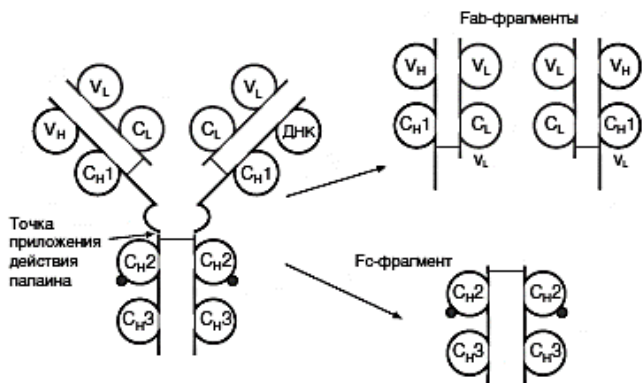 Fab-фрагменты
V_H V_L V_L V_H
C_H1 C_L C_L C_H1
V_L V_L
V_L V_L
V_H C_L C_L ДНК
C_H1 C_H1
Точка
приложения
действия
папаина
C_H2 C_H2
C_H3 C_H3
Fc-фрагмент
C_H2 C_H2
C_H3 C_H3